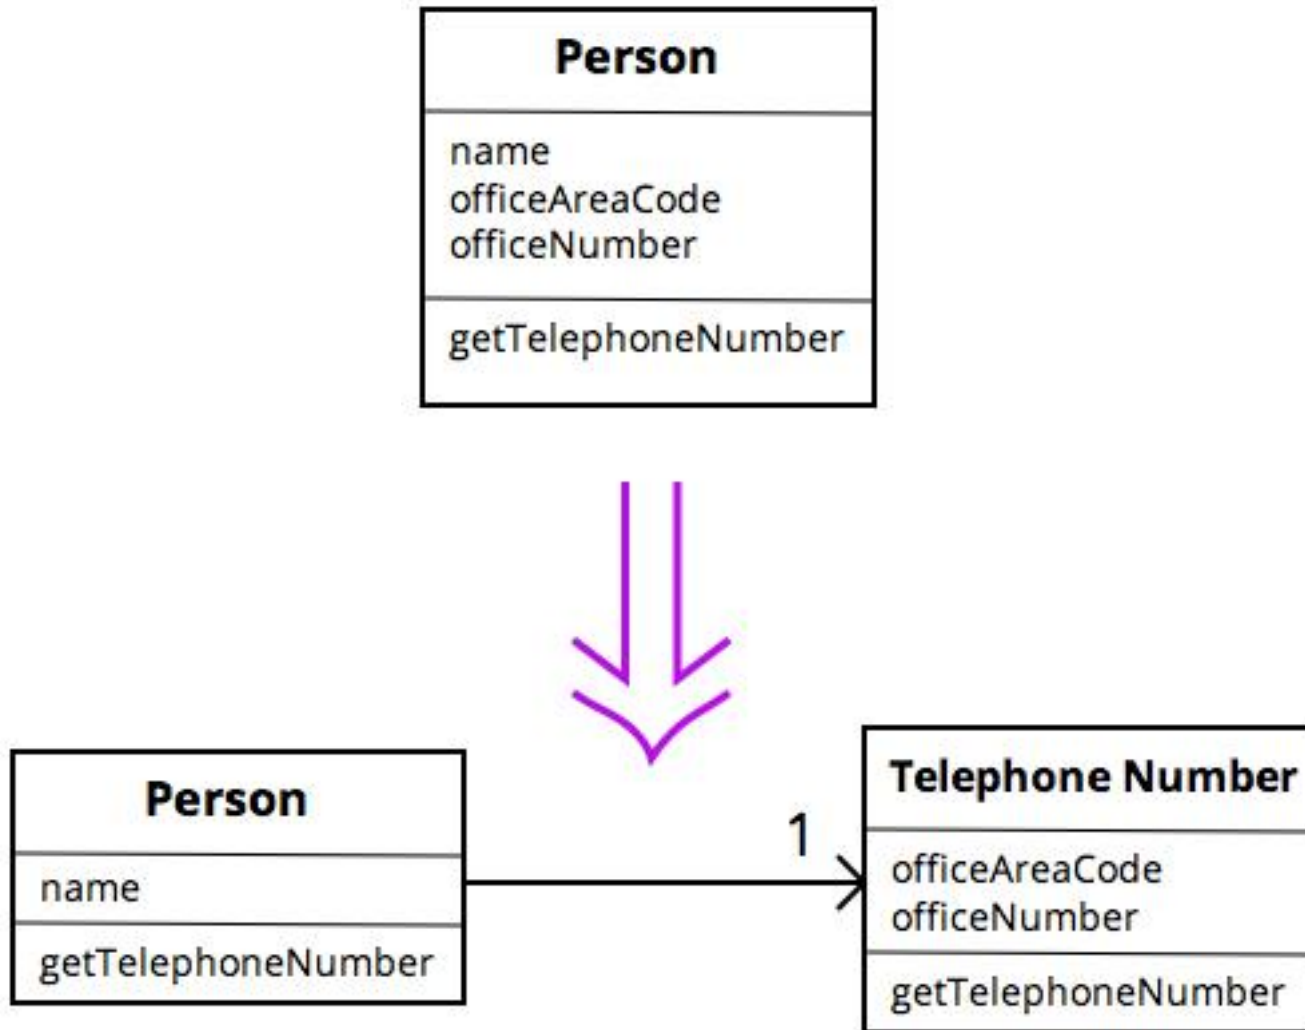 Person
name
officeAreaCode
officeNumber
getTelephoneNumber
Person
name
getTelephoneNumber
1
Telephone Number
officeAreaCode
officeNumber
getTelephoneNumber